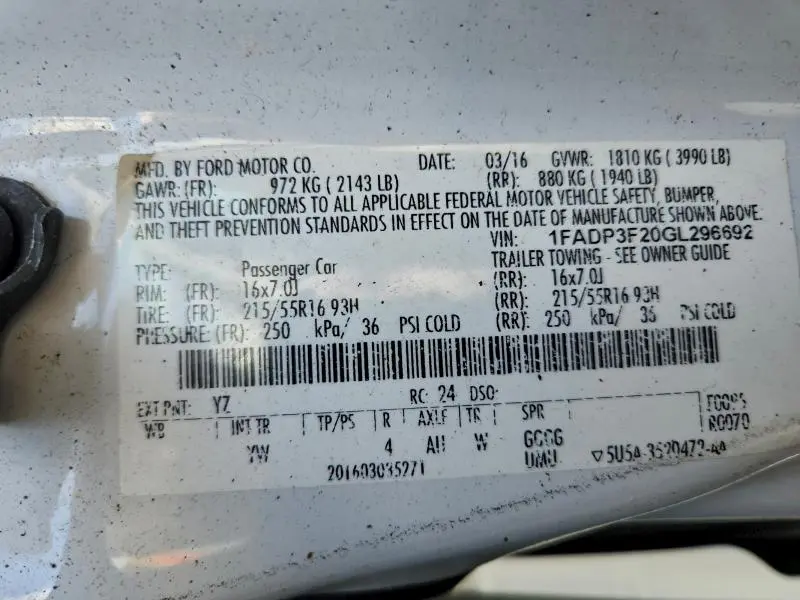 MFD. BY FORD MOTOR CO. DATE: 03/16 GVWR: 1810 KG ( 3990 LB)
GAWR: (FR): 972 KG ( 2143 LB) (RR): 880 KG ( 1940 LB)
THIS VEHICLE CONFORMS TO ALL APPLICABLE FEDERAL MOTOR VEHICLE SAFETY, BUMPER,
AND THEFT PREVENTION STANDARDS IN EFFECT ON THE DATE OF MANUFACTURE SHOWN ABOVE.
VIN: 1FADP3F20GL296692
TYPE: Passenger Car TRAILER TOWING - SEE OWNER GUIDE
RIM: (FR): 16x7.0J (RR): 16x7.0J
TIRE: (FR): 215/55R16 93H (RR): 215/55R16 93H
PRESSURE: (FR): 250 kPa/ 36 PSI COLD (RR): 250 kPa/ 36 PSI COLD
EXT PNT: YZ RC: 24 DSO:
WB INT TR TP/PS R AXLE TR SPR R0070
YW 4 AH W
UMU
201603035271